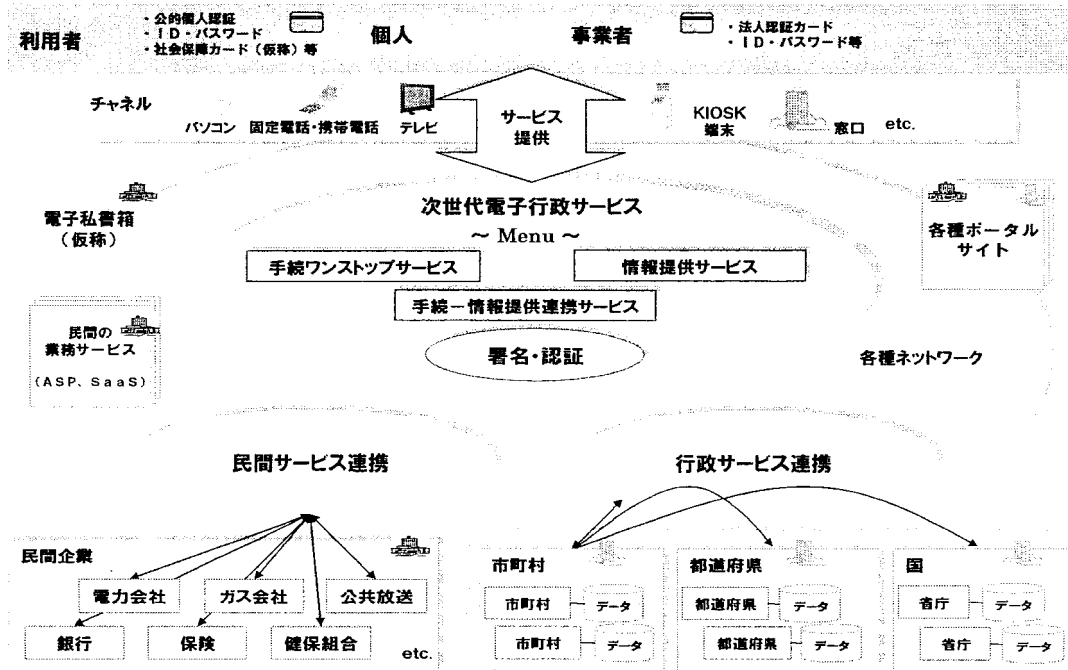 利用者
・公的個人認証
・ＩＤ・パスワード
・社会保障カード（仮称）等
個人
事業者
・法人認証カード
・ＩＤ・パスワード等
チャネル
パソコン
固定電話・携帯電話
テレビ
サービス
提供
KIOSK
端末
窓口
etc.
電子私書箱
（仮称）
次世代電子行政サービス
～ Menu ～
各種ポータル
サイト
手続ワンストップサービス
情報提供サービス
手続－情報提供連携サービス
民間の
業務サービス
（ＡＳＰ、ＳａａＳ）
署名・認証
各種ネットワーク
民間サービス連携
行政サービス連携
民間企業
電力会社
ガス会社
公共放送
銀行
保険
健保組合
etc.
市町村
市町村
データ
市町村
データ
都道府県
都道府県
データ
都道府県
データ
国
省庁
データ
省庁
データ